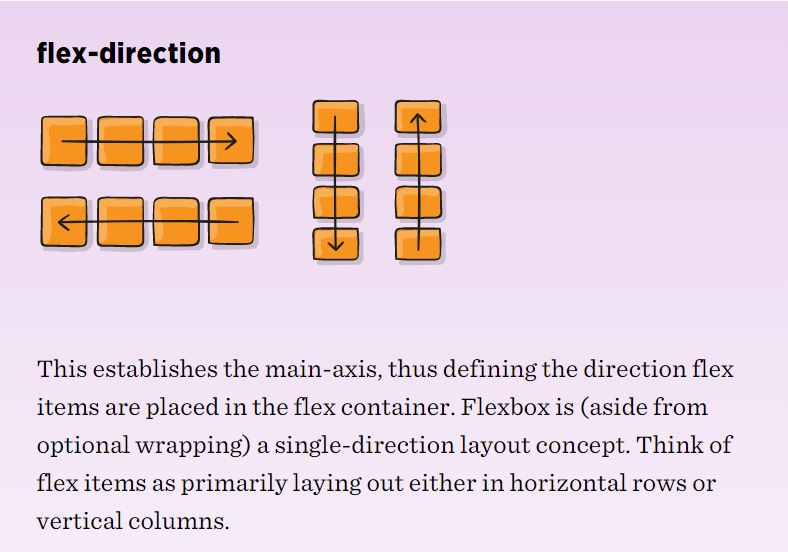 flex-direction
This establishes the main-axis, thus defining the direction flex
items are placed in the flex container. Flexbox is (aside from
optional wrapping) a single-direction layout concept. Think of
flex items as primarily laying out either in horizontal rows or
vertical columns.